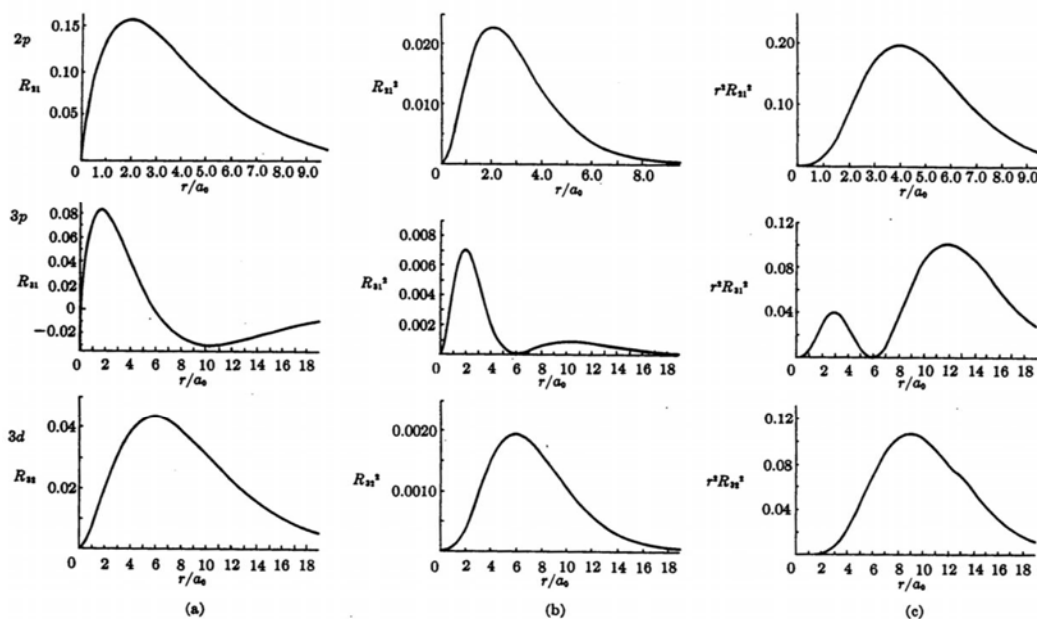 0.15
2p
0.10
R₂₁
0.05
0 1.0 2.0 3.0 4.0 5.0 6.0 7.0 8.0 9.0
r/a₀
0.020
R₂₁²
0.010
0 2.0 4.0 6.0 8.0
r/a₀
0.20
r²R₂₁²
0.10
0 1.0 2.0 3.0 4.0 5.0 6.0 7.0 8.0 9.0
r/a₀
3p
0.08
0.06
0.04
R₃₁
0.02
0
−0.02
0 2 4 6 8 10 12 14 16 18
r/a₀
0.008
0.006
R₃₁²
0.004
0.002
0 2 4 6 8 10 12 14 16 18
r/a₀
0.12
0.08
r²R₃₁²
0.04
0 2 4 6 8 10 12 14 16 18
r/a₀
0.04
3d
R₃₂
0.02
0 2 4 6 8 10 12 14 16 18
r/a₀
(a)
0.0020
R₃₂²
0.0010
0 2 4 6 8 10 12 14 16 18
r/a₀
(b)
0.12
0.08
r²R₃₂²
0.04
0 2 4 6 8 10 12 14 16 18
r/a₀
(c)